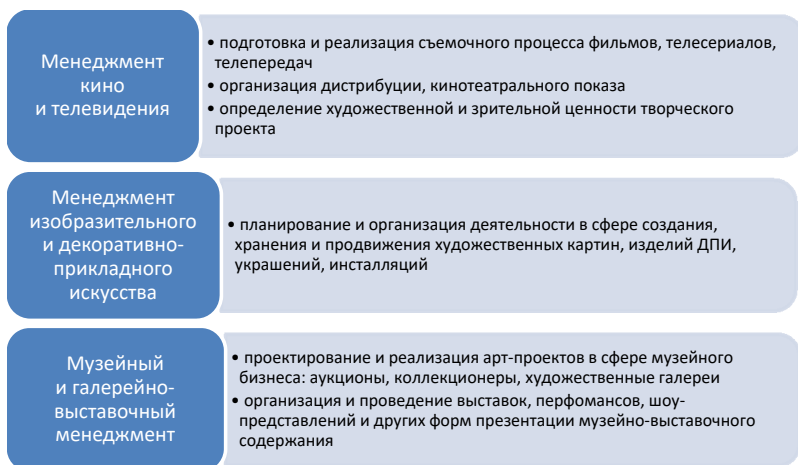 Менеджмент
кино
и телевидения
• подготовка и реализация съемочного процесса фильмов, телесериалов,
телепередач
• организация дистрибуции, кинотеатрального показа
• определение художественной и зрительной ценности творческого
проекта
Менеджмент
изобразительного
и декоративно-
прикладного
искусства
• планирование и организация деятельности в сфере создания,
хранения и продвижения художественных картин, изделий ДПИ,
украшений, инсталляций
Музейный
и галерейно-
выставочный
менеджмент
• проектирование и реализация арт-проектов в сфере музейного
бизнеса: аукционы, коллекционеры, художественные галереи
• организация и проведение выставок, перфомансов, шоу-
представлений и других форм презентации музейно-выставочного
содержания